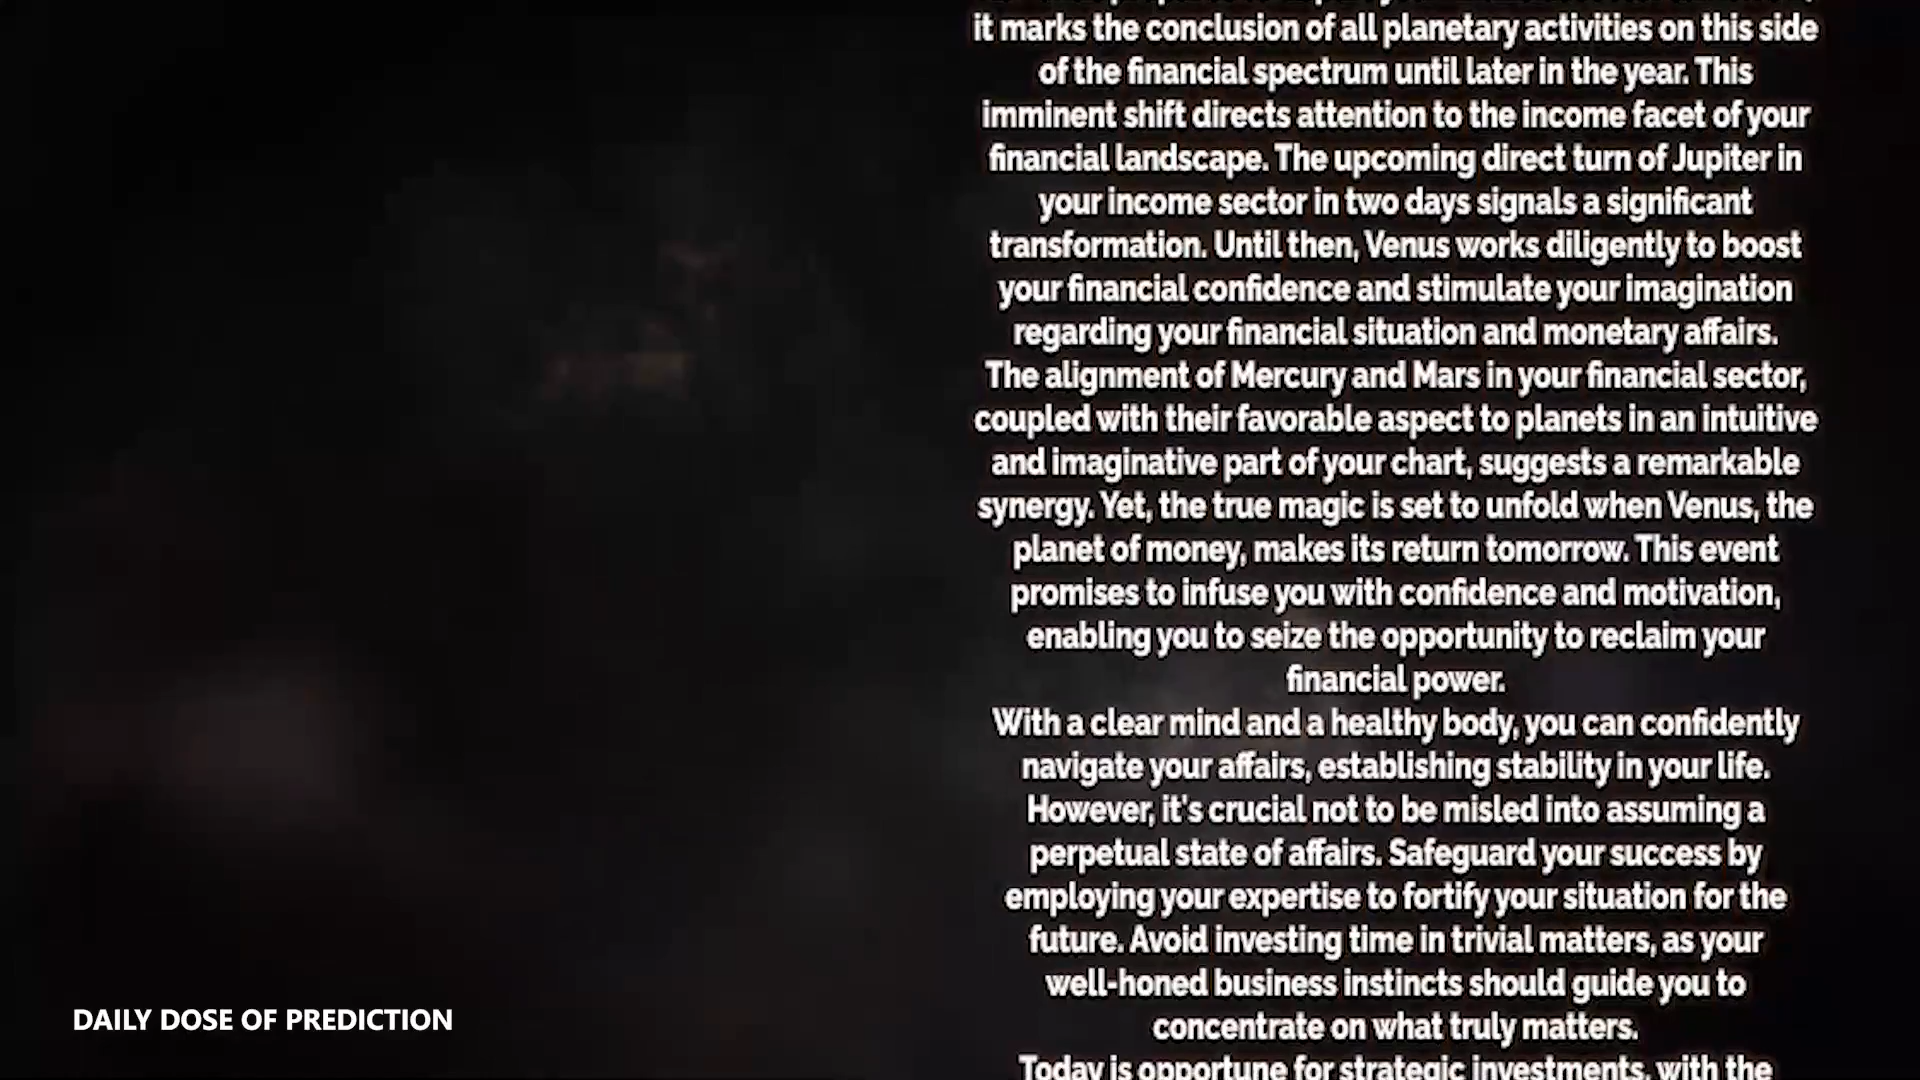 it marks the conclusion of all planetary activities on this side
of the financial spectrum until later in the year. This
imminent shift directs attention to the income facet of your
financial landscape. The upcoming direct turn of Jupiter in
your income sector in two days signals a significant
transformation. Until then, Venus works diligently to boost
your financial confidence and stimulate your imagination
regarding your financial situation and monetary affairs.
The alignment of Mercury and Mars in your financial sector,
coupled with their favorable aspect to planets in an intuitive
and imaginative part of your chart, suggests a remarkable
synergy. Yet, the true magic is set to unfold when Venus, the
planet of money, makes its return tomorrow. This event
promises to infuse you with confidence and motivation,
enabling you to seize the opportunity to reclaim your
financial power.
With a clear mind and a healthy body, you can confidently
navigate your affairs, establishing stability in your life.
However, it's crucial not to be misled into assuming a
perpetual state of affairs. Safeguard your success by
employing your expertise to fortify your situation for the
future. Avoid investing time in trivial matters, as your
well-honed business instincts should guide you to
concentrate on what truly matters.
Today is opportune for strategic investments, with the
DAILY DOSE OF PREDICTION